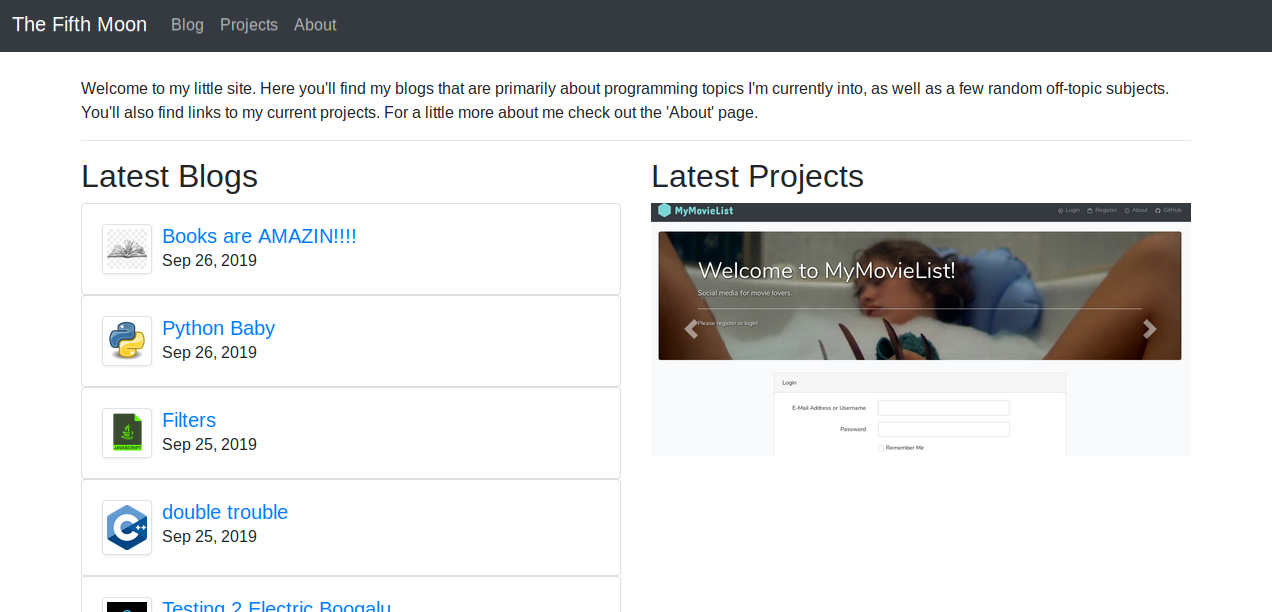 The Fifth Moon Blog Projects About
Welcome to my little site. Here you'll find my blogs that are primarily about programming topics I'm currently into, as well as a few random off-topic subjects.
You'll also find links to my current projects. For a little more about me check out the 'About' page.
Latest Blogs
Books are AMAZIN!!!!
Sep 26, 2019
Python Baby
Sep 26, 2019
Filters
Sep 25, 2019
JAVASCRIPT
double trouble
Sep 25, 2019
C++
Testing 2 Electric Boogalu
Latest Projects
MyMovieList Login Register About GitHub
Welcome to MyMovieList!
Social media for movie lovers.
Please register or login!
Login
E-Mail Address or Username
Password
Remember Me